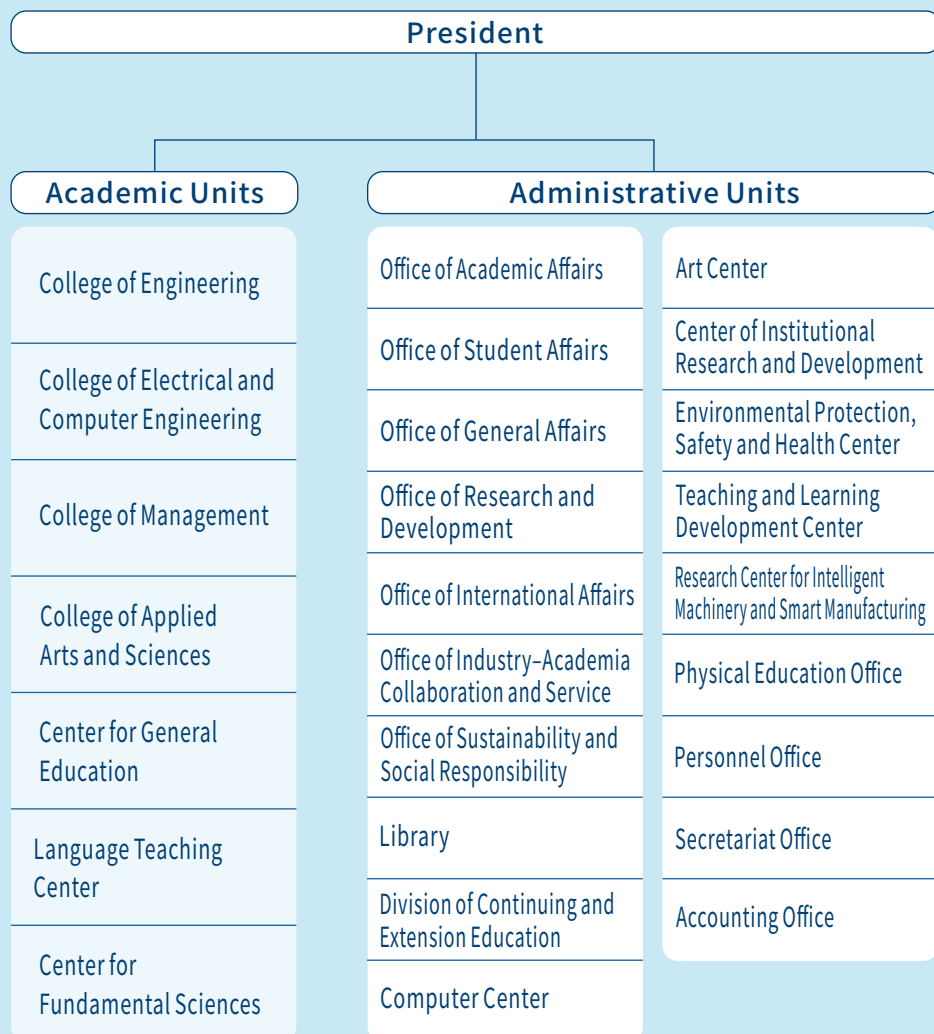 President
Academic Units
College of Engineering
College of Electrical and
Computer Engineering
College of Management
College of Applied
Arts and Sciences
Center for General
Education
Language Teaching
Center
Center for
Fundamental Sciences
Administrative Units
Office of Academic Affairs
Office of Student Affairs
Office of General Affairs
Office of Research and
Development
Office of International Affairs
Office of Industry–Academia
Collaboration and Service
Office of Sustainability and
Social Responsibility
Library
Division of Continuing and
Extension Education
Computer Center
Art Center
Center of Institutional
Research and Development
Environmental Protection,
Safety and Health Center
Teaching and Learning
Development Center
Research Center for Intelligent
Machinery and Smart Manufacturing
Physical Education Office
Personnel Office
Secretariat Office
Accounting Office